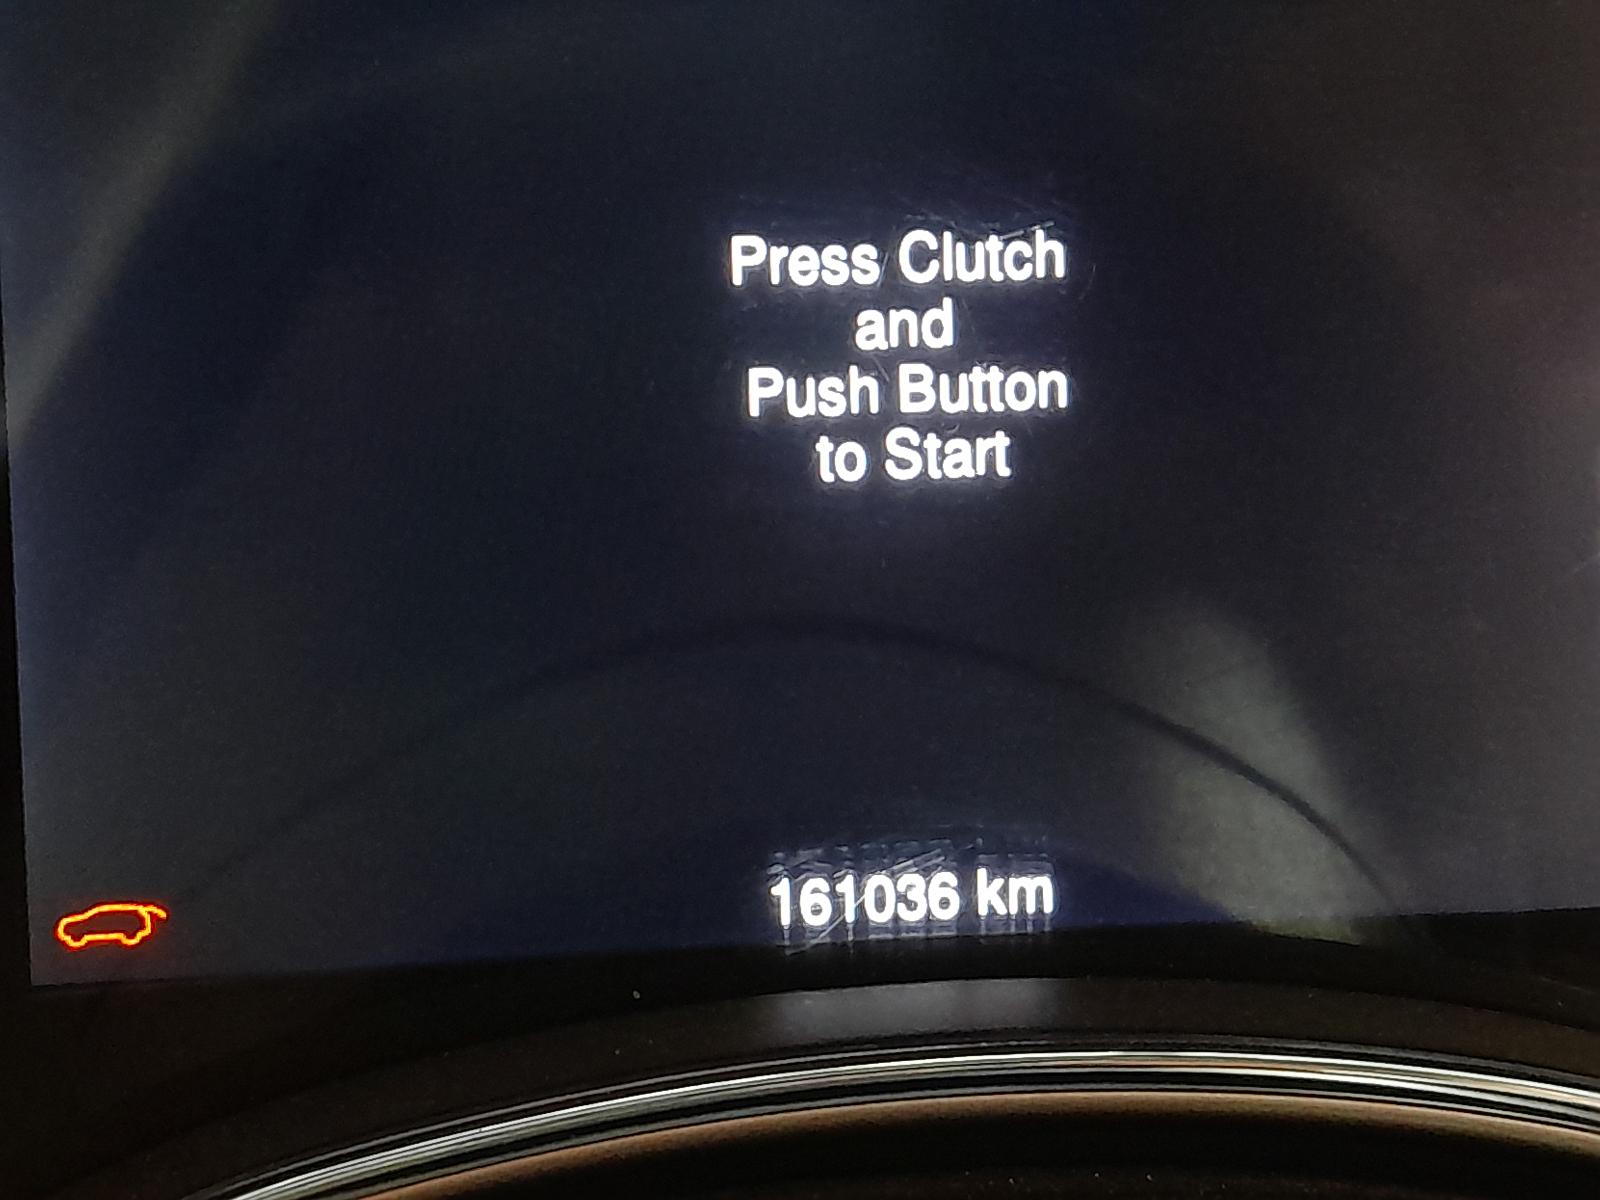 Press Clutch
and
Push Button
to Start
161036 km